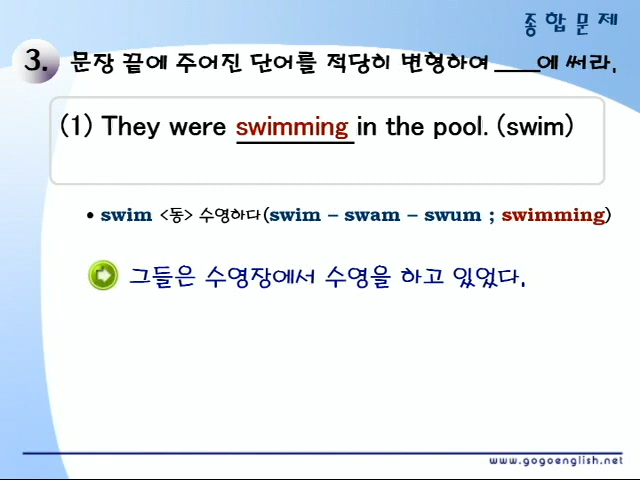 종합문제
3. 문장 끝에 주어진 단어를 적당히 변형하여 ____에 써라.
(1) They were swimming in the pool. (swim)
• swim <동> 수영하다(swim – swam – swum ; swimming)
그들은 수영장에서 수영을 하고 있었다.
www.gogoenglish.net